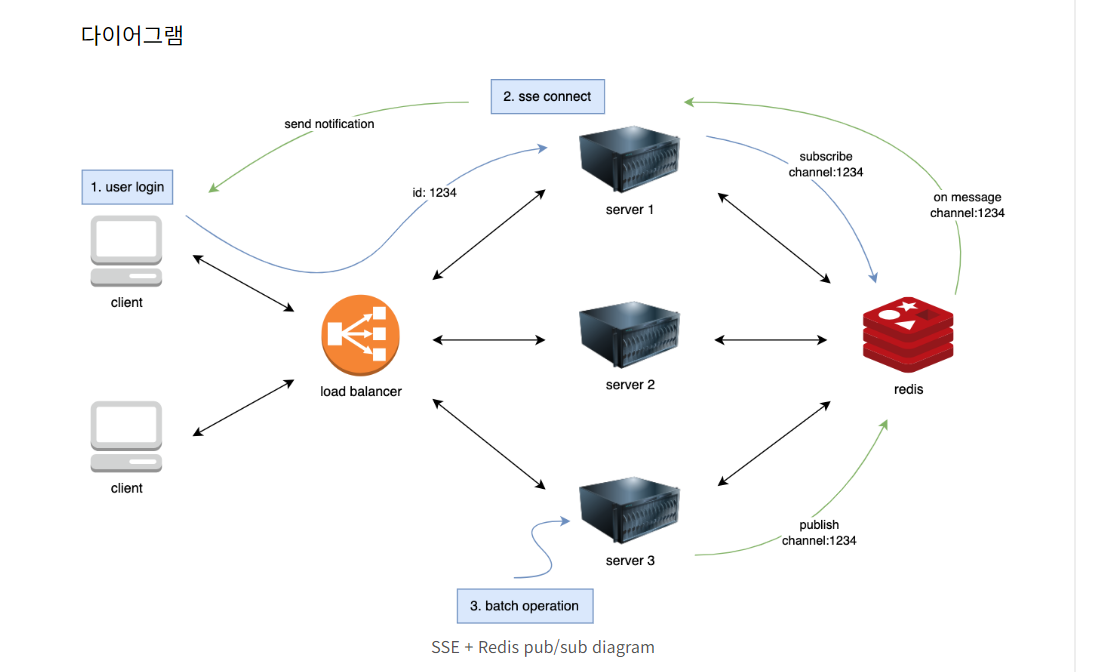 다이어그램
2. sse connect
send notification
1. user login
id: 1234
subscribe
channel:1234
on message
channel:1234
server 1
client
load balancer
server 2
redis
client
publish
channel:1234
server 3
3. batch operation
SSE + Redis pub/sub diagram